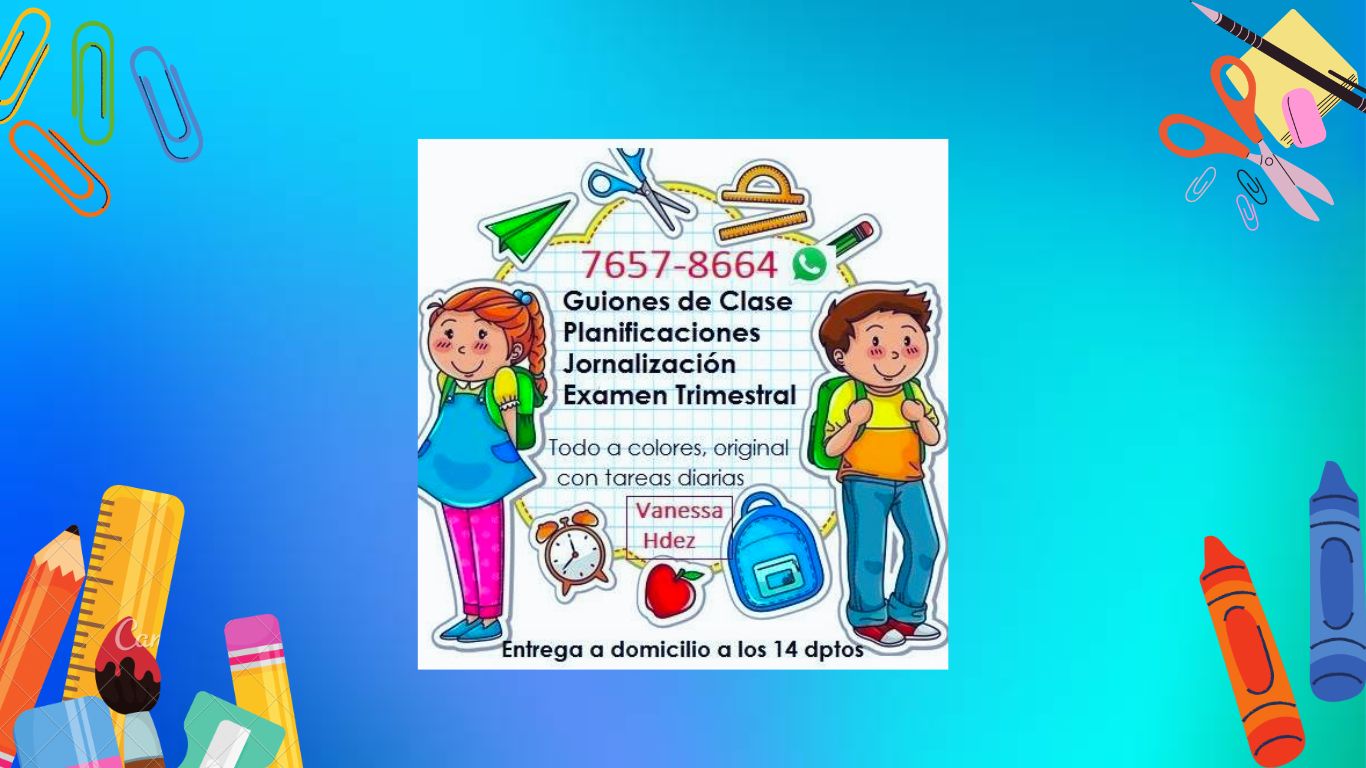 7657-8664
Guiones de Clase
Planificaciones
Jornalización
Examen Trimestral
Todo a colores, original
con tareas diarias
Vanessa
Hdez
Entrega a domicilio a los 14 dptos